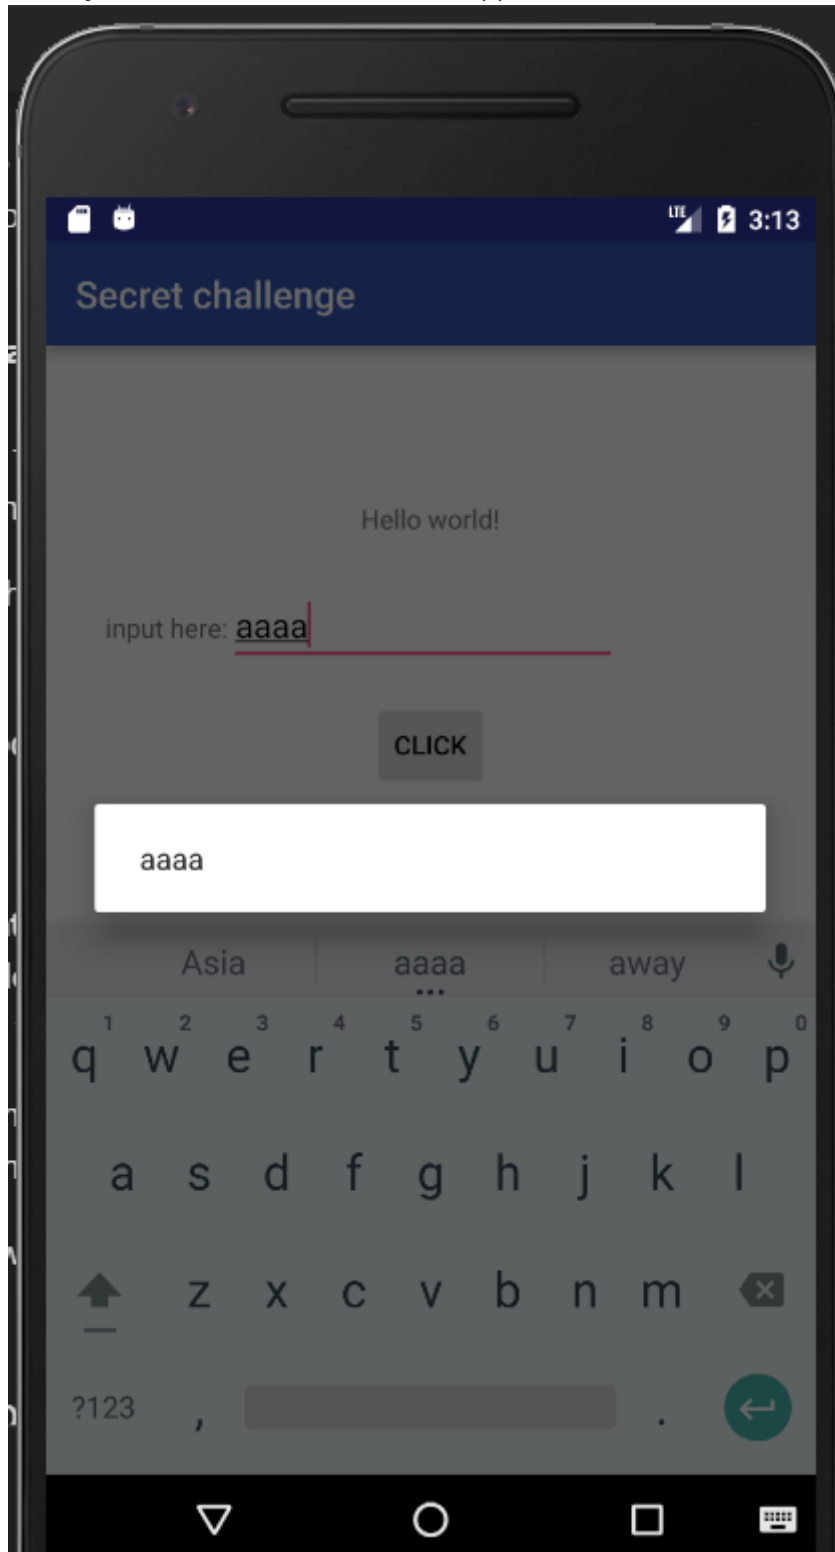 LTE 3:13
Secret challenge
Hello world!
input here: aaaa
CLICK
aaaa
Asia aaaa away
1 2 3 4 5 6 7 8 9 0
q w e r t y u i o p
a s d f g h j k l
z x c v b n m
?123 , .